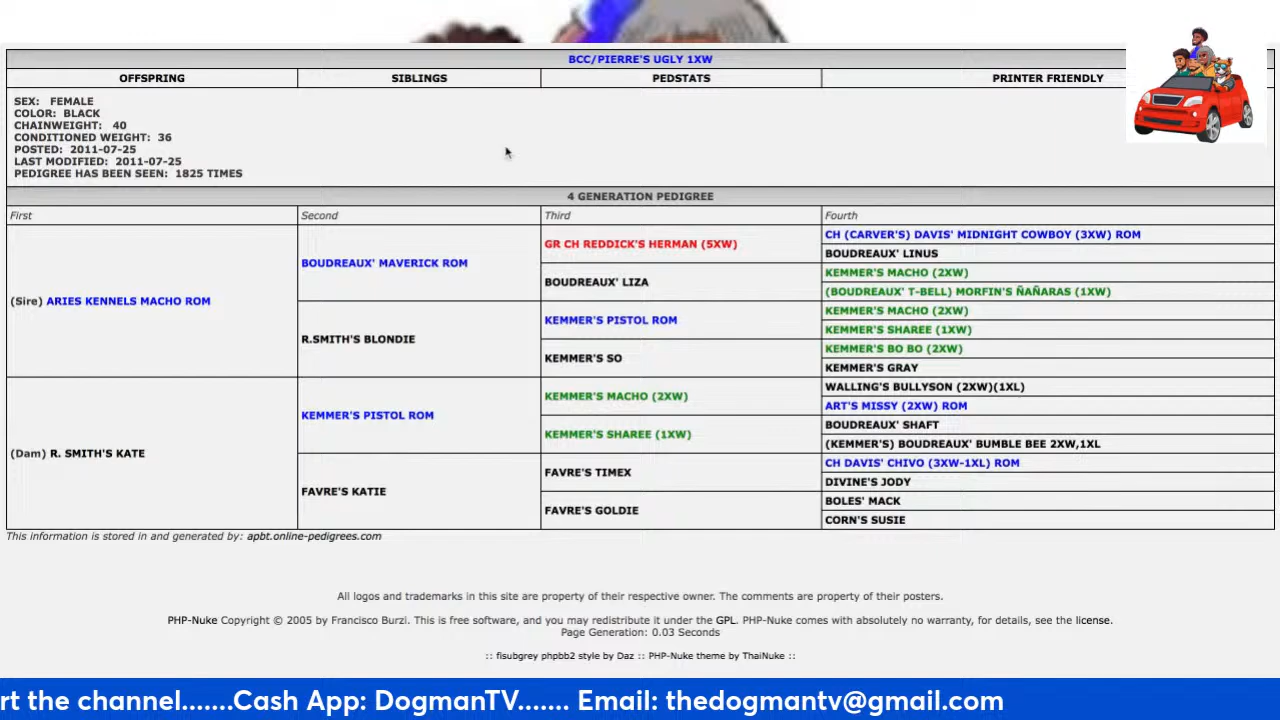 BCC/PIERRE'S UGLY 1XW
OFFSPRING SIBLINGS PEDSTATS PRINTER FRIENDLY
SEX: FEMALE
COLOR: BLACK
CHAINWEIGHT: 40
CONDITIONED WEIGHT: 36
POSTED: 2011-07-25
LAST MODIFIED: 2011-07-25
PEDIGREE HAS BEEN SEEN: 1825 TIMES
4 GENERATION PEDIGREE
First Second Third Fourth
(Sire) ARIES KENNELS MACHO ROM
BOUDREAUX' MAVERICK ROM
GR CH REDDICK'S HERMAN (5XW)
CH (CARVER'S) DAVIS' MIDNIGHT COWBOY (3XW) ROM
BOUDREAUX' LINUS
BOUDREAUX' LIZA
KEMMER'S MACHO (2XW)
(BOUDREAUX' T-BELL) MORFIN'S ÑAÑARAS (1XW)
R.SMITH'S BLONDIE
KEMMER'S PISTOL ROM
KEMMER'S MACHO (2XW)
KEMMER'S SHAREE (1XW)
KEMMER'S SO
KEMMER'S BO BO (2XW)
KEMMER'S GRAY
(Dam) R. SMITH'S KATE
KEMMER'S PISTOL ROM
KEMMER'S MACHO (2XW)
WALLING'S BULLYSON (2XW)(1XL)
ART'S MISSY (2XW) ROM
KEMMER'S SHAREE (1XW)
BOUDREAUX' SHAFT
(KEMMER'S) BOUDREAUX' BUMBLE BEE 2XW,1XL
FAVRE'S KATIE
FAVRE'S TIMEX
CH DAVIS' CHIVO (3XW-1XL) ROM
DIVINE'S JODY
FAVRE'S GOLDIE
BOLES' MACK
CORN'S SUSIE
This information is stored in and generated by: apbt.online-pedigrees.com
All logos and trademarks in this site are property of their respective owner. The comments are property of their posters.
PHP-Nuke Copyright © 2005 by Francisco Burzi. This is free software, and you may redistribute it under the GPL. PHP-Nuke comes with absolutely no warranty, for details, see the license.
Page Generation: 0.03 Seconds
:: fisubgrey phpbb2 style by Daz :: PHP-Nuke theme by ThaiNuke ::
rt the channel.......Cash App: DogmanTV....... Email: thedogmantv@gmail.com